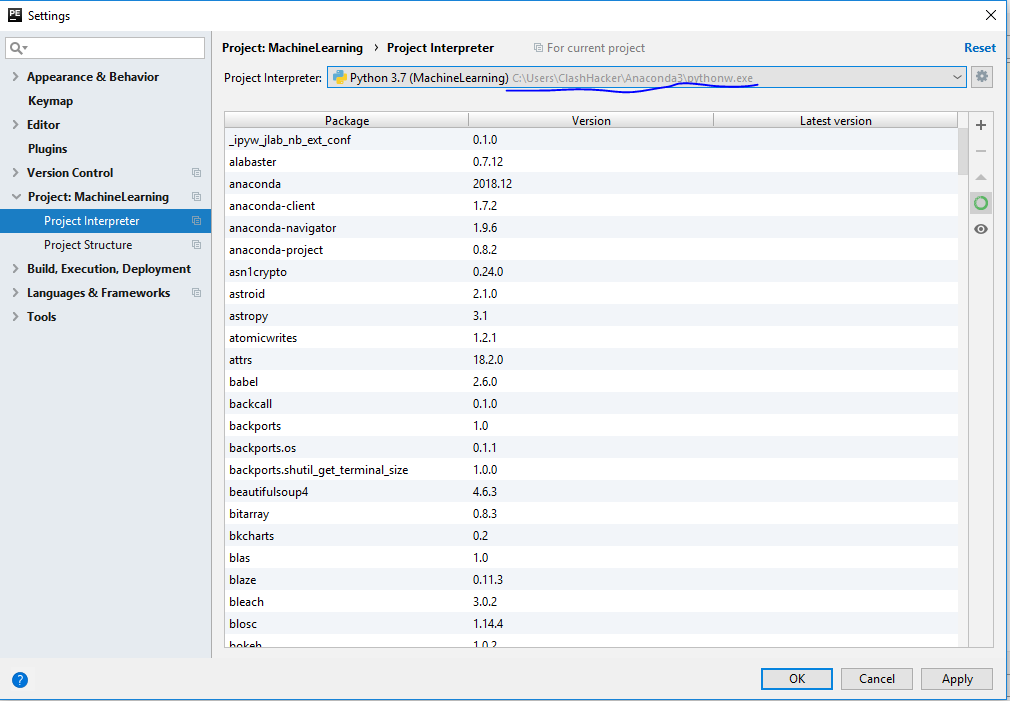 PE Settings
Project: MachineLearning › Project Interpreter For current project Reset
Project Interpreter: Python 3.7 (MachineLearning) C:\Users\ClashHacker\Anaconda3\pythonw.exe
Appearance & Behavior
Keymap
Editor
Plugins
Version Control
Project: MachineLearning
Project Interpreter
Project Structure
Build, Execution, Deployment
Languages & Frameworks
Tools
Package Version Latest version
_ipyw_jlab_nb_ext_conf 0.1.0
alabaster 0.7.12
anaconda 2018.12
anaconda-client 1.7.2
anaconda-navigator 1.9.6
anaconda-project 0.8.2
asn1crypto 0.24.0
astroid 2.1.0
astropy 3.1
atomicwrites 1.2.1
attrs 18.2.0
babel 2.6.0
backcall 0.1.0
backports 1.0
backports.os 0.1.1
backports.shutil_get_terminal_size 1.0.0
beautifulsoup4 4.6.3
bitarray 0.8.3
bkcharts 0.2
blas 1.0
blaze 0.11.3
bleach 3.0.2
blosc 1.14.4
bokeh 1.0.2
? OK Cancel Apply